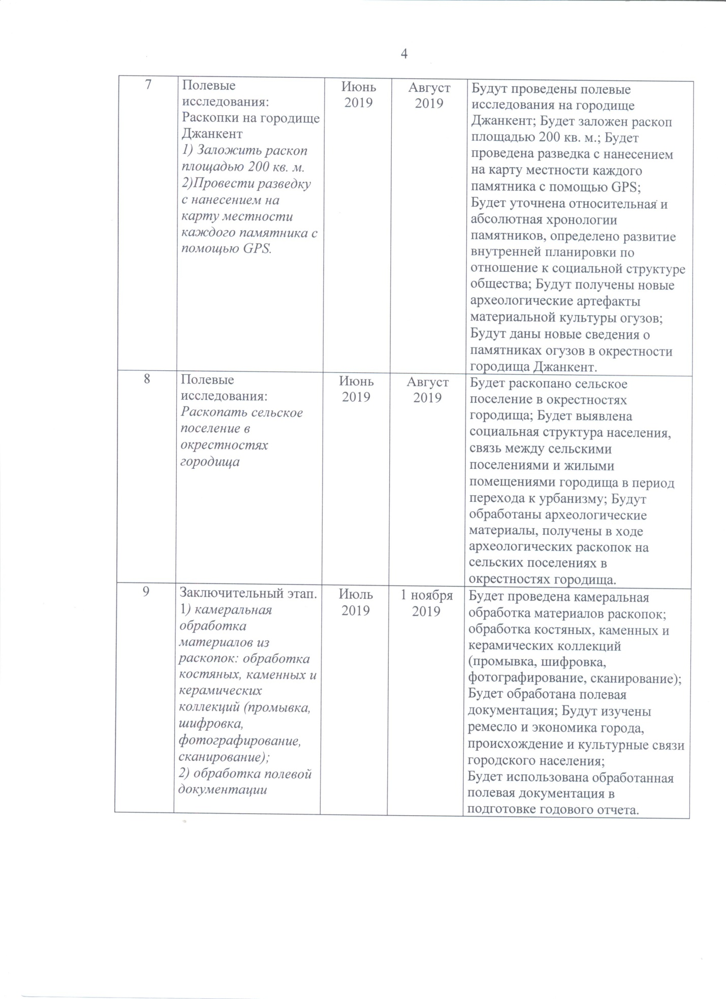 4
7
Полевые
исследования:
Раскопки на городище
Джанкент
1) Заложить раскоп
площадью 200 кв. м.
2)Провести разведку
с нанесением на
карту местности
каждого памятника с
помощью GPS.
Июнь
2019
Август
2019
Будут проведены полевые
исследования на городище
Джанкент; Будет заложен раскоп
площадью 200 кв. м.; Будет
проведена разведка с нанесением
на карту местности каждого
памятника с помощью GPS;
Будет уточнена относительная и
абсолютная хронологии
памятников, определено развитие
внутренней планировки по
отношение к социальной структуре
общества; Будут получены новые
археологические артефакты
материальной культуры огузов;
Будут даны новые сведения о
памятниках огузов в окрестности
городища Джанкент.
8
Полевые
исследования:
Раскопать сельское
поселение в
окрестностях
городища
Июнь
2019
Август
2019
Будет раскопано сельское
поселение в окрестностях
городища; Будет выявлена
социальная структура населения,
связь между сельскими
поселениями и жилыми
помещениями городища в период
перехода к урбанизму; Будут
обработаны археологические
материалы, получены в ходе
археологических раскопок на
сельских поселениях в
окрестностях городища.
9
Заключительный этап.
1) камеральная
обработка
материалов из
раскопок: обработка
костяных, каменных и
керамических
коллекций (промывка,
шифровка,
фотографирование,
сканирование);
2) обработка полевой
документации
Июль
2019
1 ноября
2019
Будет проведена камеральная
обработка материалов раскопок;
обработка костяных, каменных и
керамических коллекций
(промывка, шифровка,
фотографирование, сканирование);
Будет обработана полевая
документация; Будут изучены
ремесло и экономика города,
происхождение и культурные связи
городского населения;
Будет использована обработанная
полевая документация в
подготовке годового отчета.